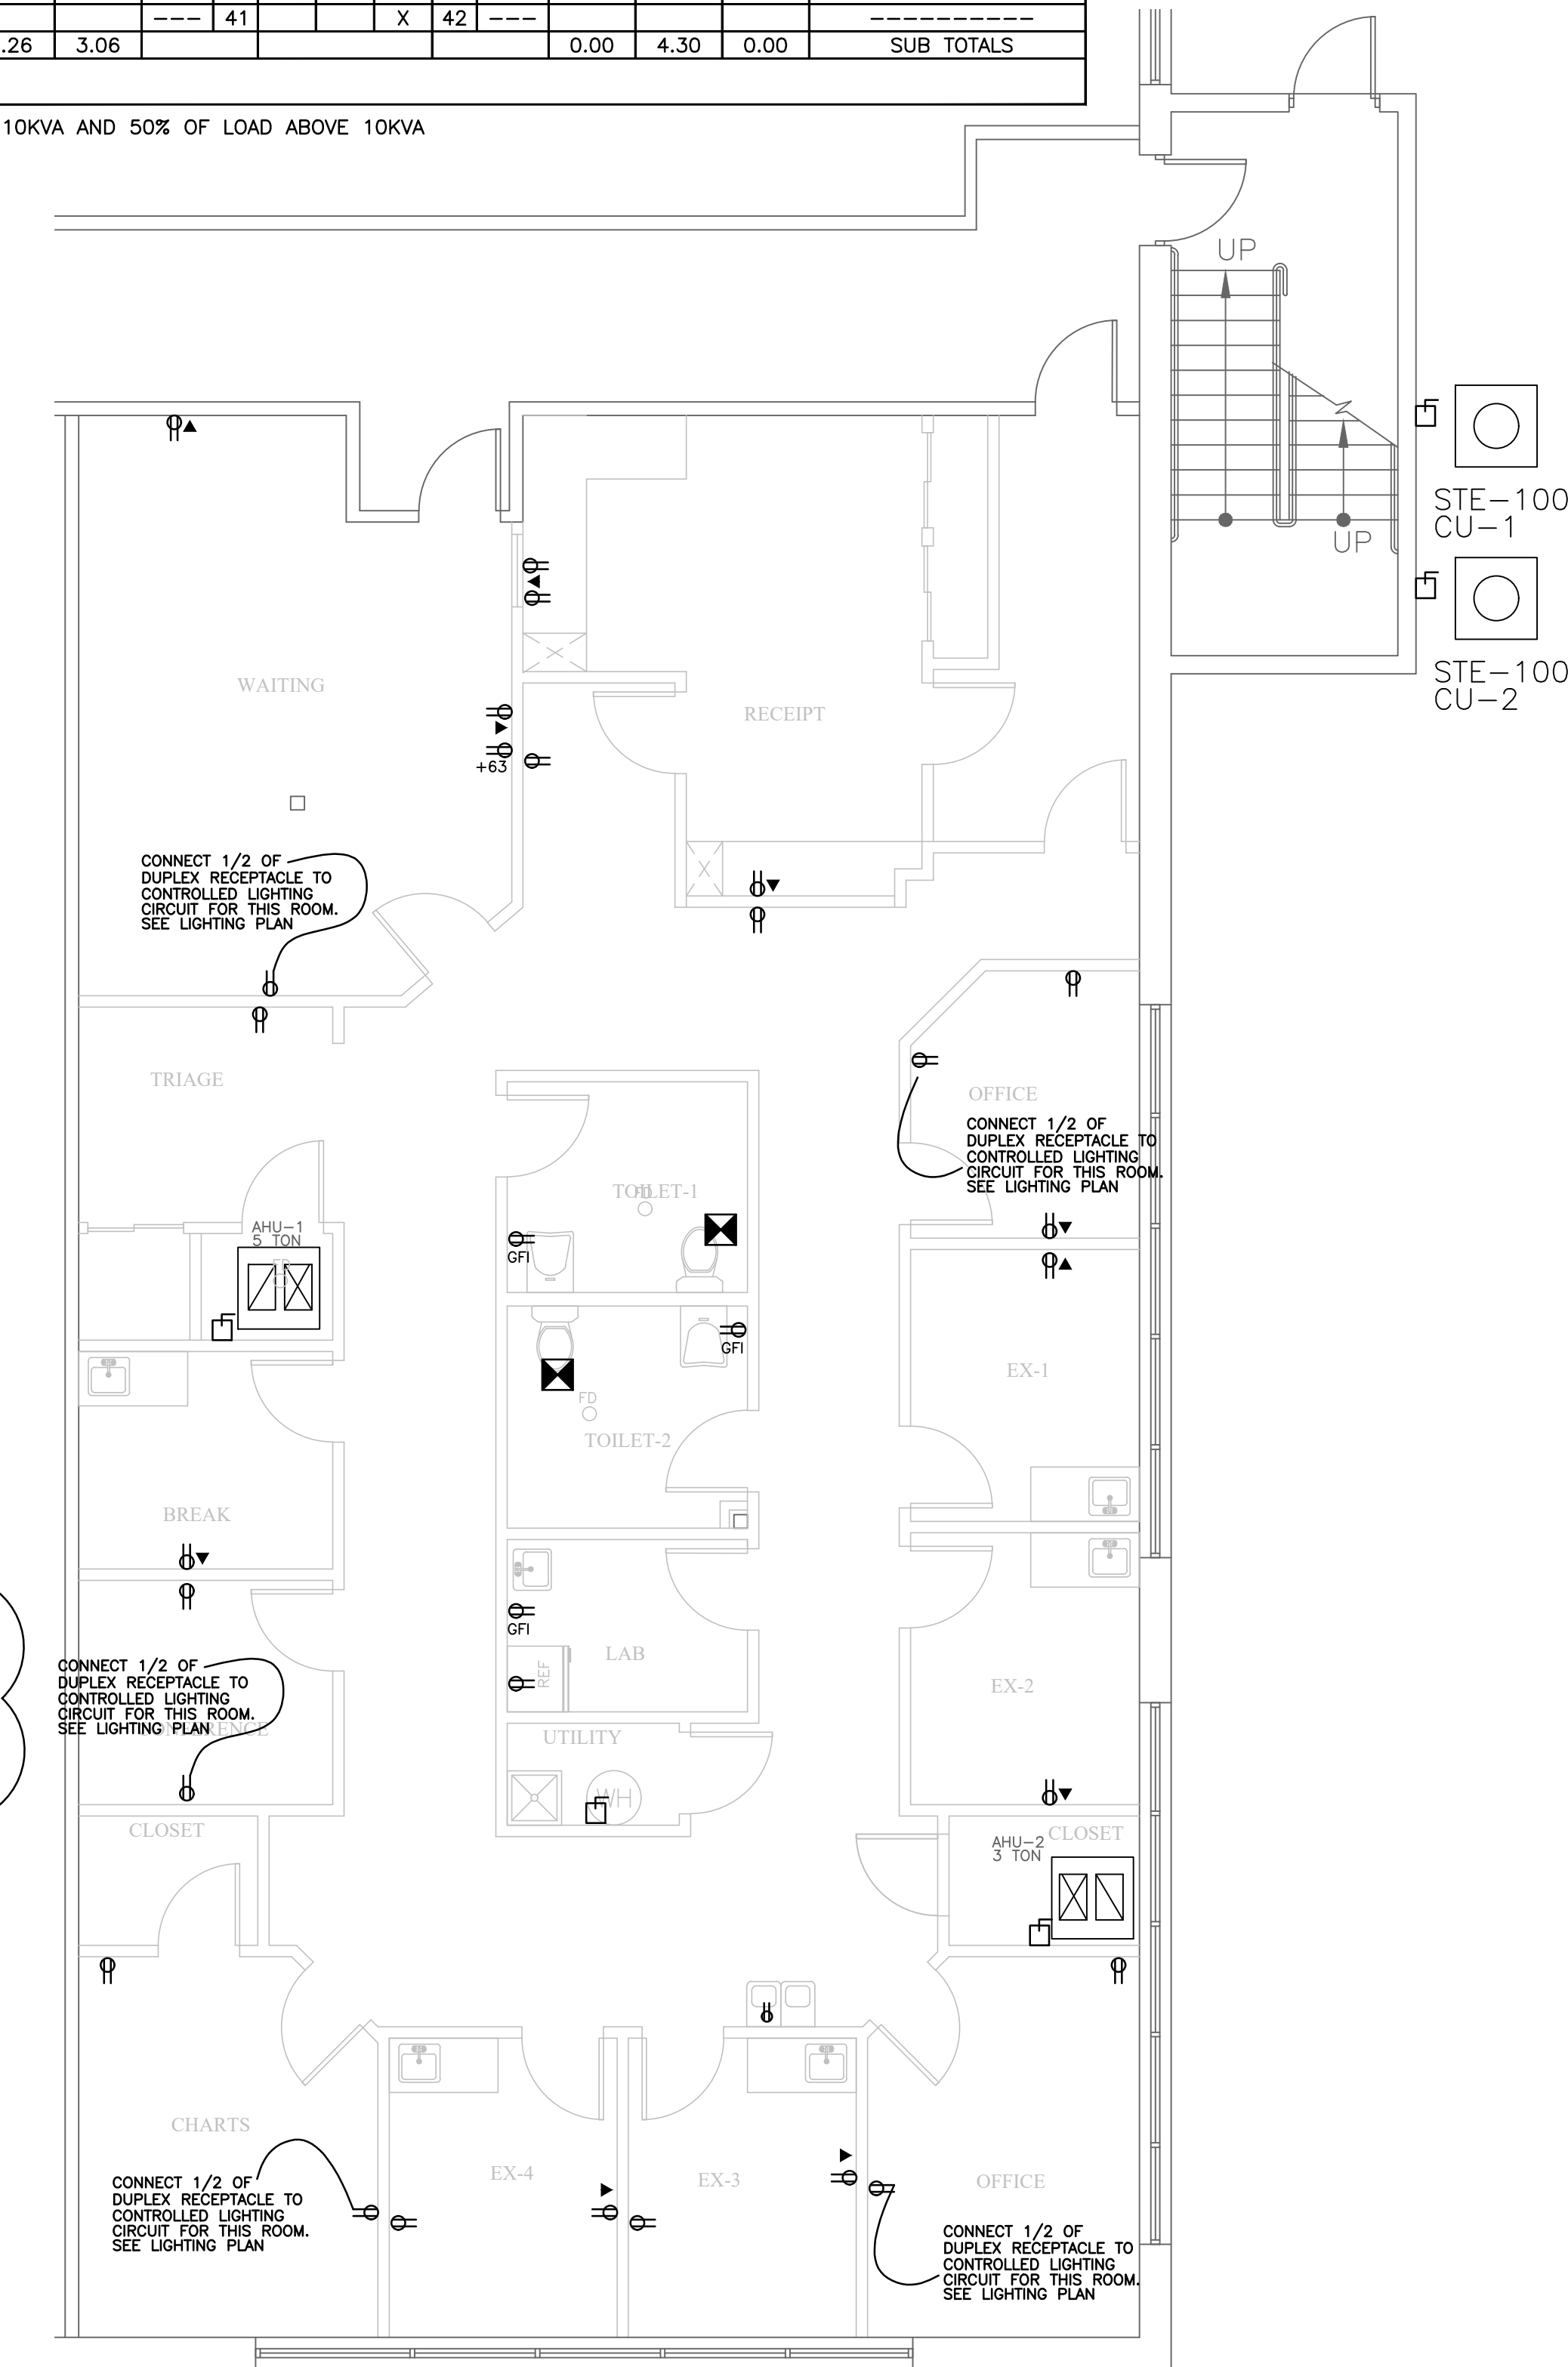 --- 41 X 42 --- ----------
.26 3.06 0.00 4.30 0.00 SUB TOTALS
10KVA AND 50% OF LOAD ABOVE 10KVA
UP
UP
STE-100
CU-1
STE-100
CU-2
WAITING
RECEIPT
+63
CONNECT 1/2 OF
DUPLEX RECEPTACLE TO
CONTROLLED LIGHTING
CIRCUIT FOR THIS ROOM.
SEE LIGHTING PLAN
TRIAGE
OFFICE
CONNECT 1/2 OF
DUPLEX RECEPTACLE TO
CONTROLLED LIGHTING
CIRCUIT FOR THIS ROOM.
SEE LIGHTING PLAN
TOILET-1
FD
AHU-1
5 TON
FD
GFI
GFI
EX-1
FD
TOILET-2
BREAK
GFI
LAB
REF
EX-2
CONNECT 1/2 OF
DUPLEX RECEPTACLE TO
CONTROLLED LIGHTING
CIRCUIT FOR THIS ROOM.
SEE LIGHTING PLAN
CONFERENCE
UTILITY
WH
CLOSET
AHU-2
3 TON
CLOSET
CHARTS
CONNECT 1/2 OF
DUPLEX RECEPTACLE TO
CONTROLLED LIGHTING
CIRCUIT FOR THIS ROOM.
SEE LIGHTING PLAN
EX-4
EX-3
OFFICE
CONNECT 1/2 OF
DUPLEX RECEPTACLE TO
CONTROLLED LIGHTING
CIRCUIT FOR THIS ROOM.
SEE LIGHTING PLAN